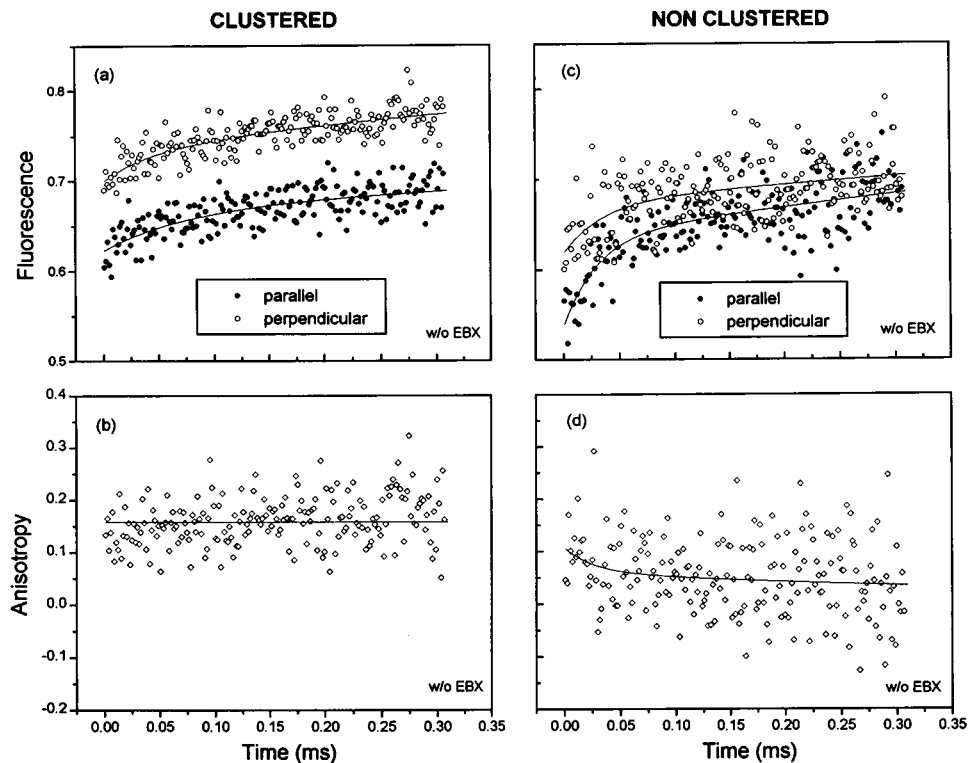 CLUSTERED
NON CLUSTERED
(a)
(c)
0.8
0.7
0.6
0.5
Fluorescence
parallel
perpendicular
w/o EBX
parallel
perpendicular
w/o EBX
(b)
(d)
0.4
0.3
0.2
0.1
0.0
-0.1
-0.2
Anisotropy
w/o EBX
w/o EBX
0.00 0.05 0.10 0.15 0.20 0.25 0.30 0.35
0.00 0.05 0.10 0.15 0.20 0.25 0.30 0.35
Time (ms)
Time (ms)